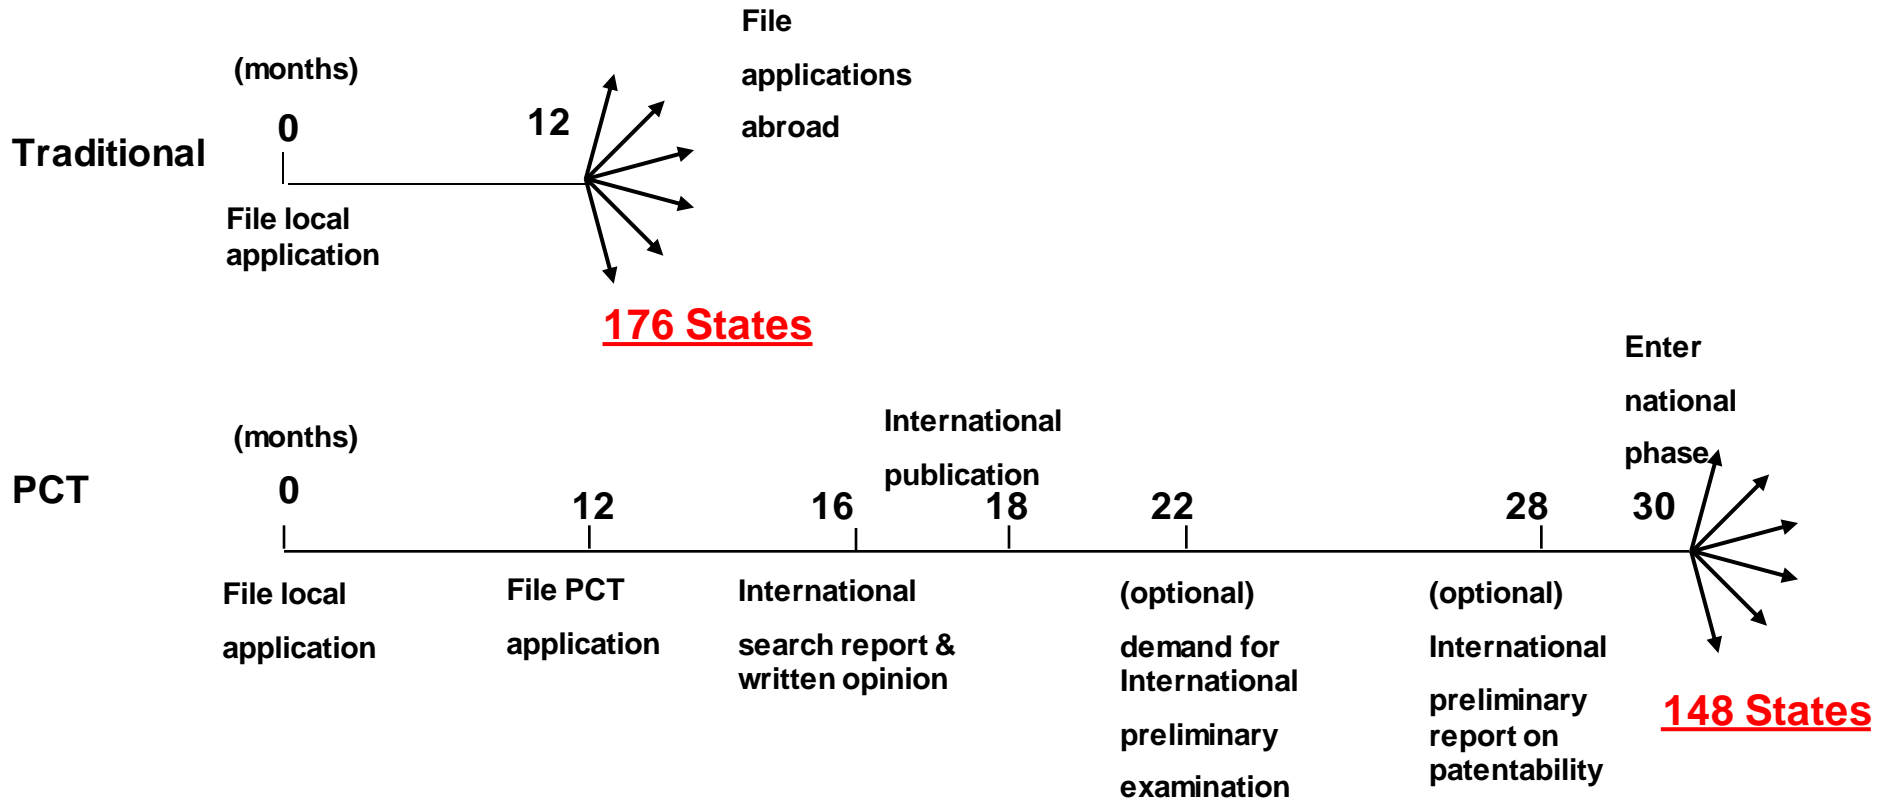 File
applications
abroad
(months)
0
12
Traditional
File local
application
176 States
Enter
national
phase
International
publication
(months)
PCT
0
12
16
18
22
28
30
File local
application
File PCT
application
International
search report &
written opinion
(optional)
demand for
International
preliminary
examination
(optional)
International
preliminary
report on
patentability
148 States